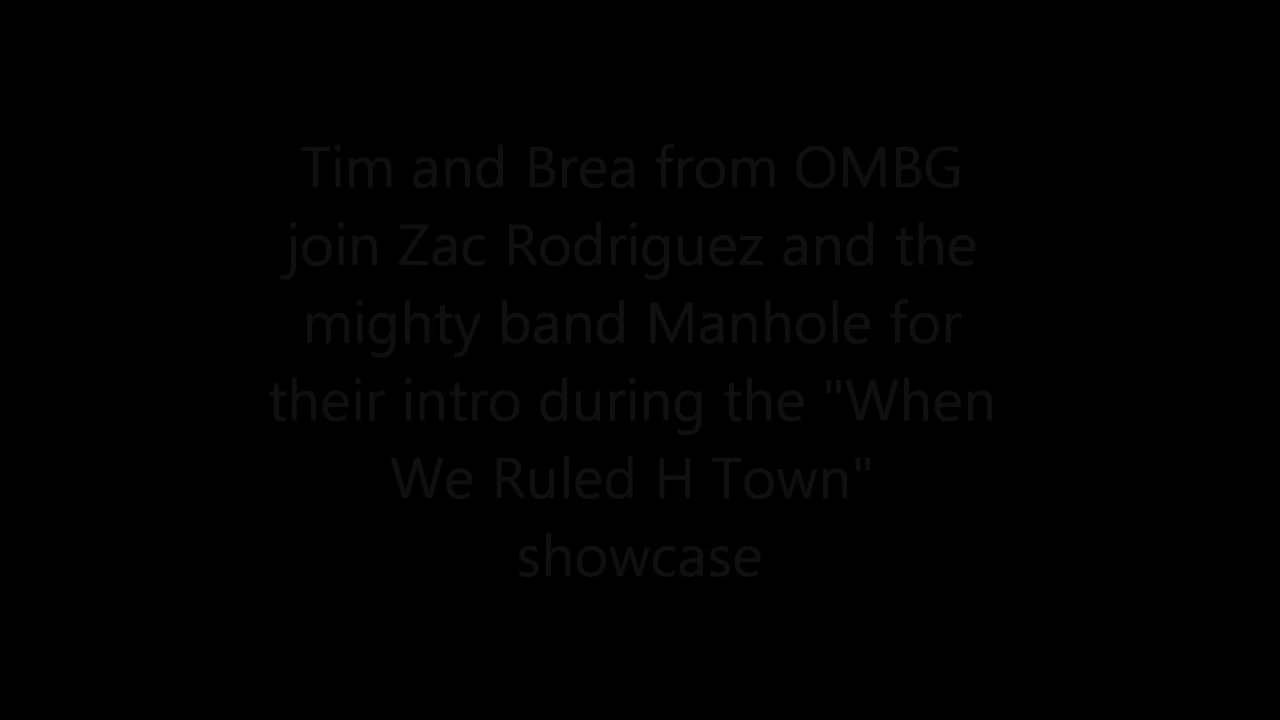 Tim and Brea from OMBG
join Zac Rodriguez and the
mighty band Manhole for
their intro during the "When
We Ruled H Town"
showcase